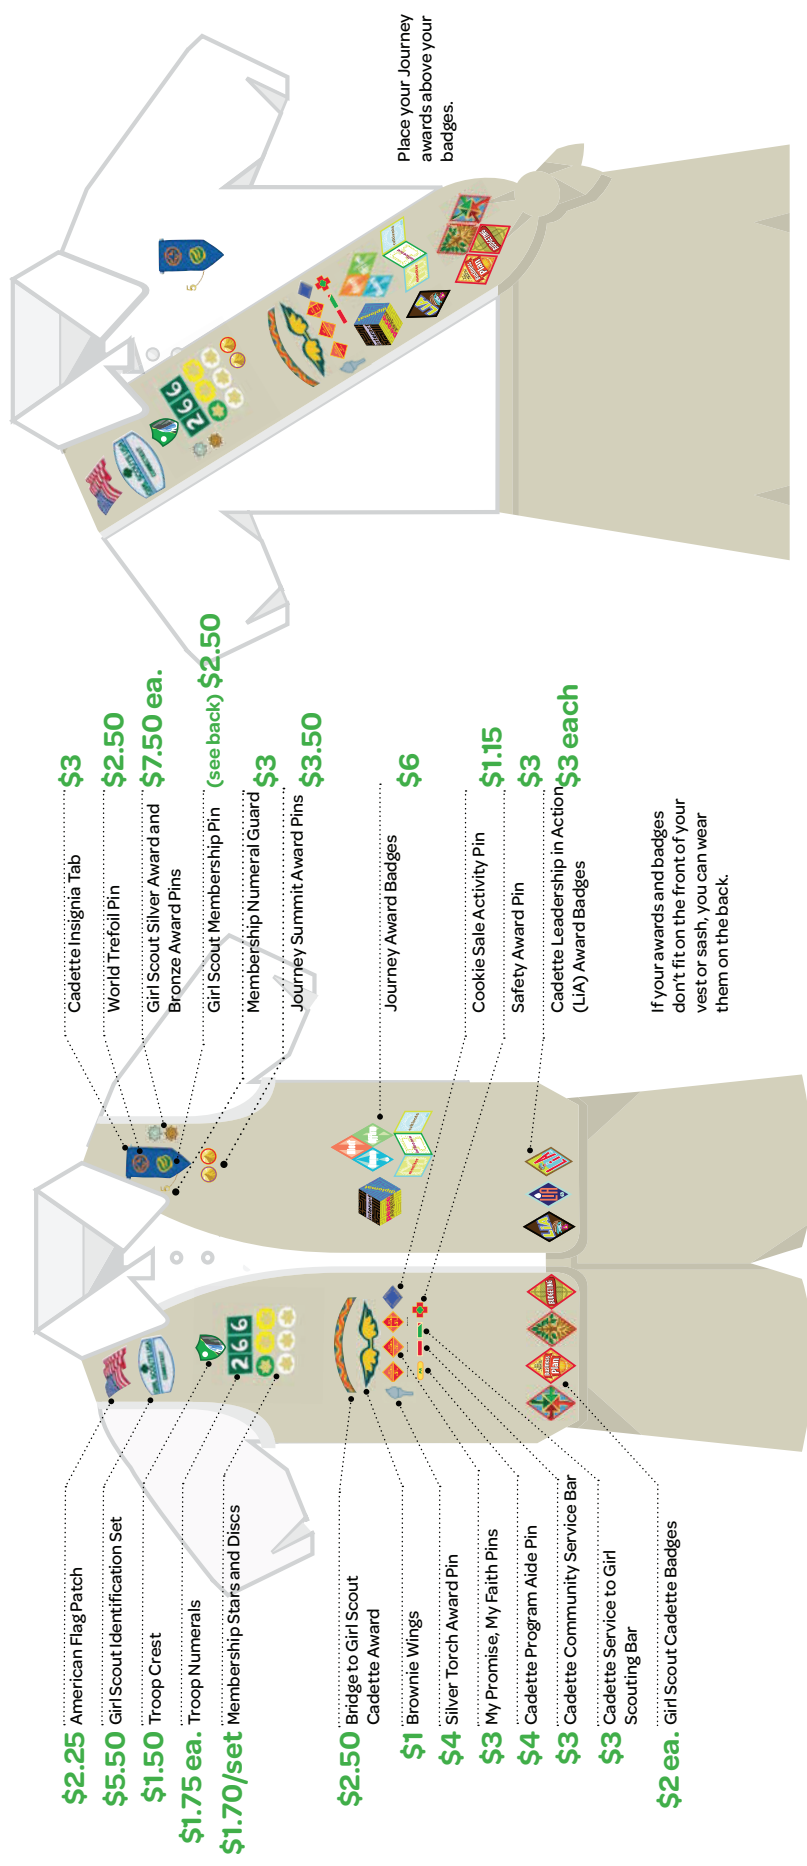 $2.25 American Flag Patch
$5.50 Girl Scout Identification Set
$1.50 Troop Crest
$1.75 ea. Troop Numerals
$1.70/set Membership Stars and Discs
$2.50 Bridge to Girl Scout
Cadette Award
$1 Brownie Wings
$4 Silver Torch Award Pin
$3 My Promise, My Faith Pins
$4 Cadette Program Aide Pin
$3 Cadette Community Service Bar
$3 Cadette Service to Girl
Scouting Bar
$2 ea. Girl Scout Cadette Badges
266
BUDGETING
Plan
LiA
Cadette Insignia Tab $3
World Trefoil Pin $2.50
Girl Scout Silver Award and
Bronze Award Pins $7.50 ea.
Girl Scout Membership Pin (see back) $2.50
Membership Numeral Guard $3
Journey Summit Award Pins $3.50
Journey Award Badges $6
Cookie Sale Activity Pin $1.15
Safety Award Pin $3
Cadette Leadership in Action
(LiA) Award Badges $3 each
If your awards and badges
don't fit on the front of your
vest or sash, you can wear
them on the back.
266
LiA
Plan
BUDGETING
5
Place your Journey
awards above your
badges.